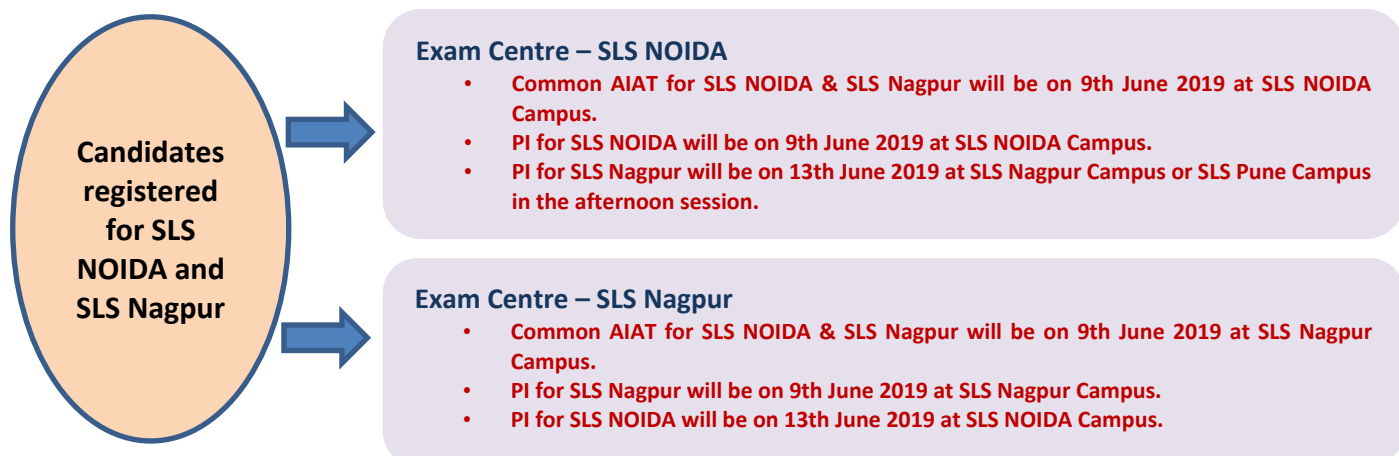 Candidates
registered
for SLS
NOIDA and
SLS Nagpur
Exam Centre – SLS NOIDA
• Common AIAT for SLS NOIDA & SLS Nagpur will be on 9th June 2019 at SLS NOIDA
Campus.
• PI for SLS NOIDA will be on 9th June 2019 at SLS NOIDA Campus.
• PI for SLS Nagpur will be on 13th June 2019 at SLS Nagpur Campus or SLS Pune Campus
in the afternoon session.
Exam Centre – SLS Nagpur
• Common AIAT for SLS NOIDA & SLS Nagpur will be on 9th June 2019 at SLS Nagpur
Campus.
• PI for SLS Nagpur will be on 9th June 2019 at SLS Nagpur Campus.
• PI for SLS NOIDA will be on 13th June 2019 at SLS NOIDA Campus.